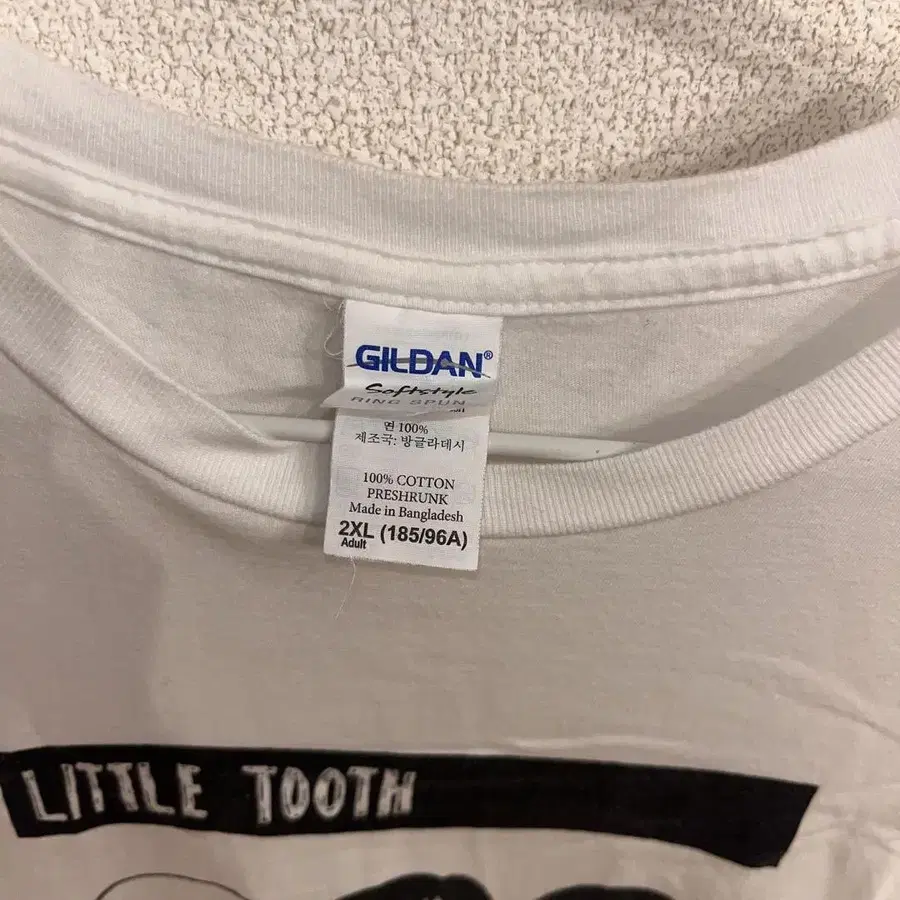 GILDAN®
Softstyle
RING SPUN
면 100%
제조국: 방글라데시
100% COTTON
PRESHRUNK
Made in Bangladesh
2XL (185/96A)
Adult
LITTLE TOOTH